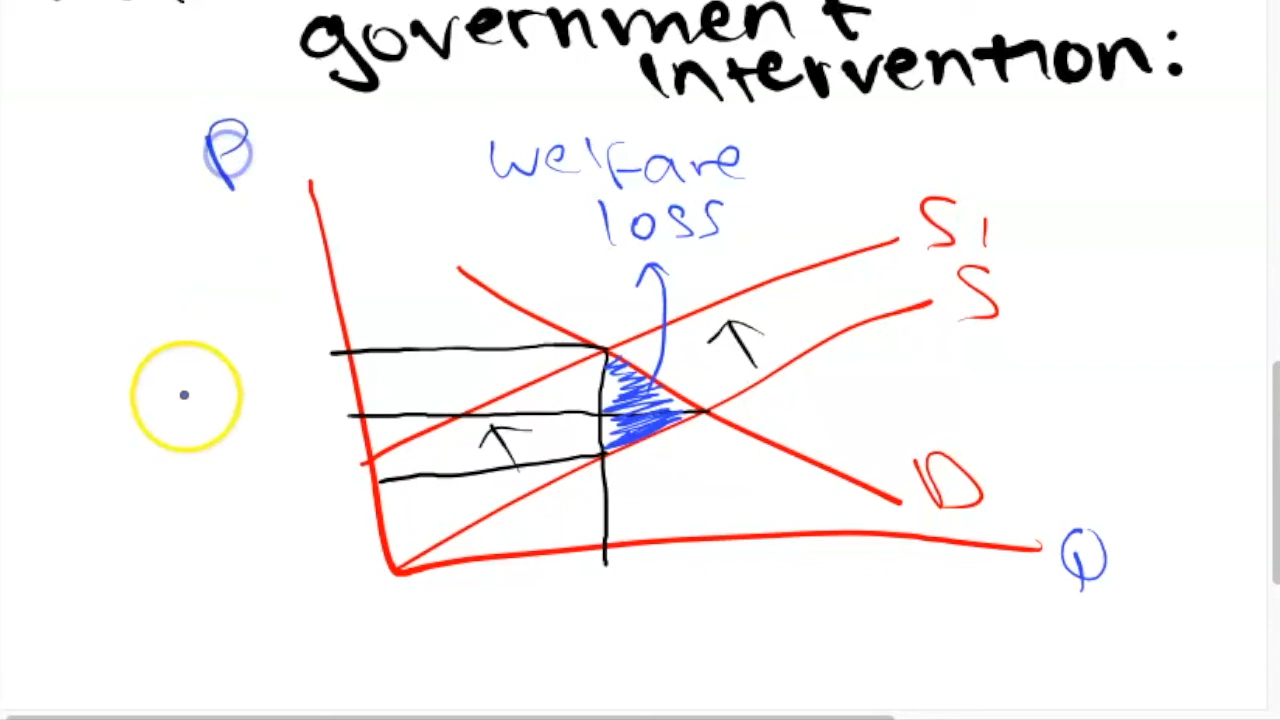 government
intervention:
P
welfare
loss
S1
S
D
Q